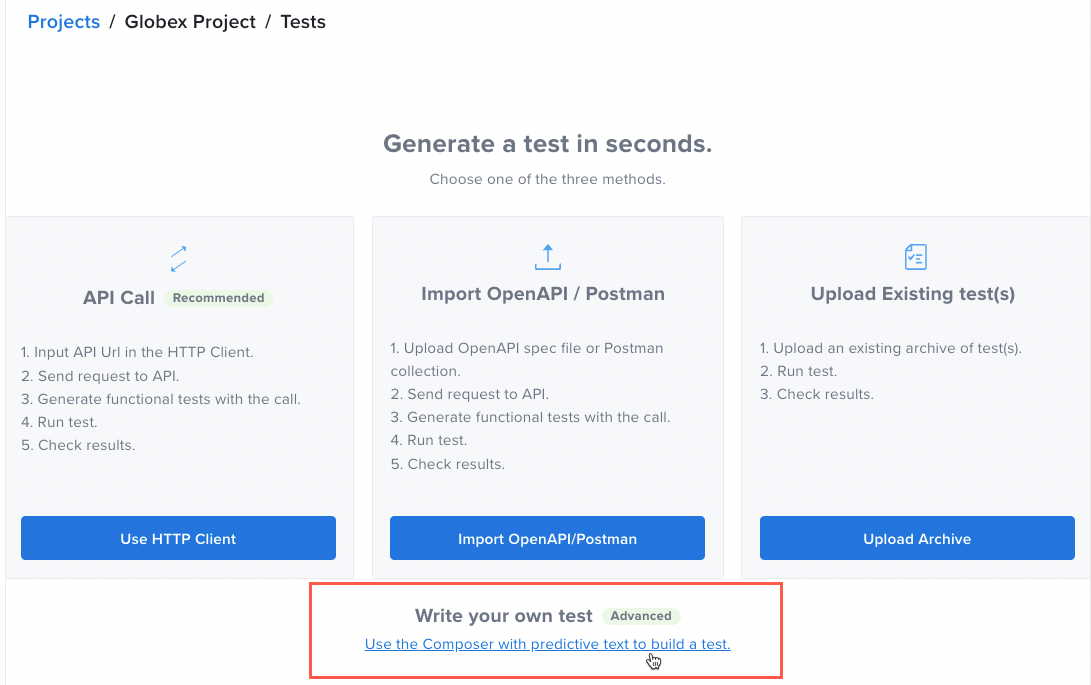 Projects / Globex Project / Tests
Generate a test in seconds.
Choose one of the three methods.
API Call Recommended
1. Input API Url in the HTTP Client.
2. Send request to API.
3. Generate functional tests with the call.
4. Run test.
5. Check results.
Use HTTP Client
Import OpenAPI / Postman
1. Upload OpenAPI spec file or Postman
collection.
2. Send request to API.
3. Generate functional tests with the call.
4. Run test.
5. Check results.
Import OpenAPI/Postman
Upload Existing test(s)
1. Upload an existing archive of test(s).
2. Run test.
3. Check results.
Upload Archive
Write your own test Advanced
Use the Composer with predictive text to build a test.